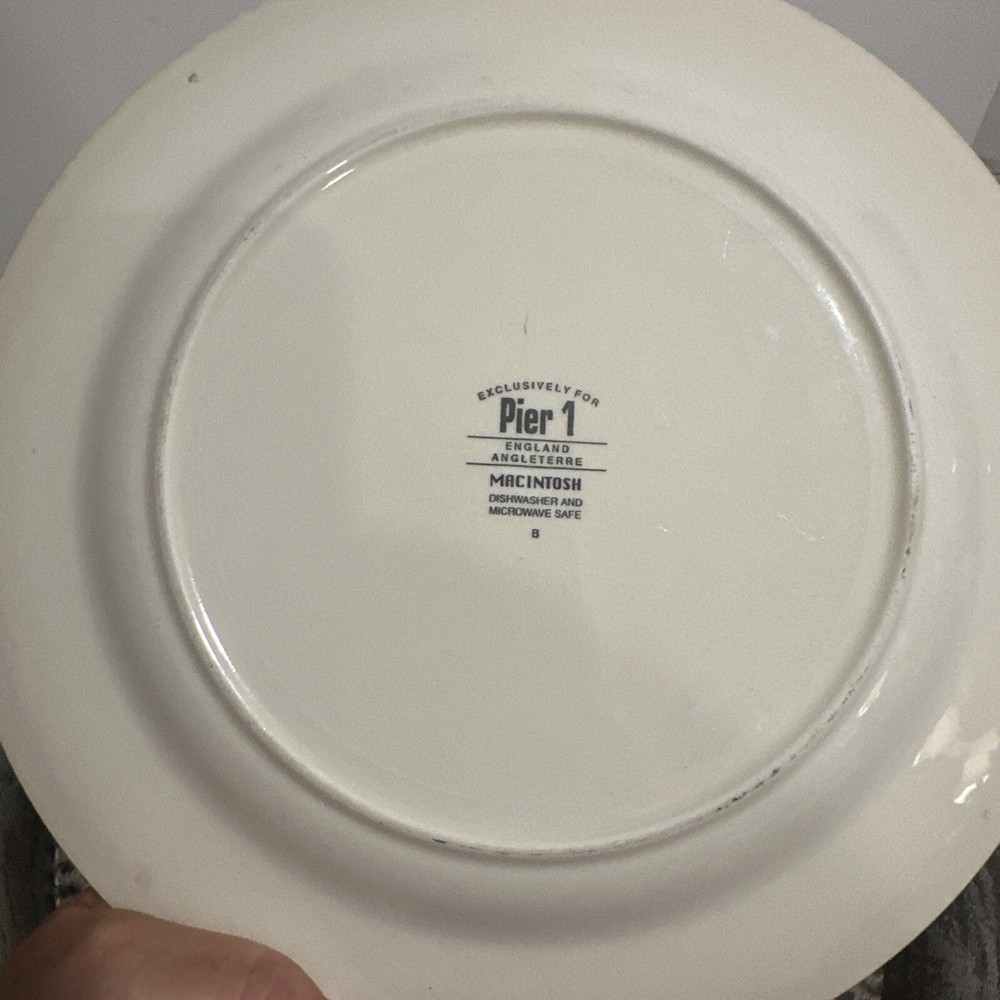 EXCLUSIVELY FOR
Pier 1
ENGLAND
ANGLETERRE
MACINTOSH
DISHWASHER AND
MICROWAVE SAFE
B